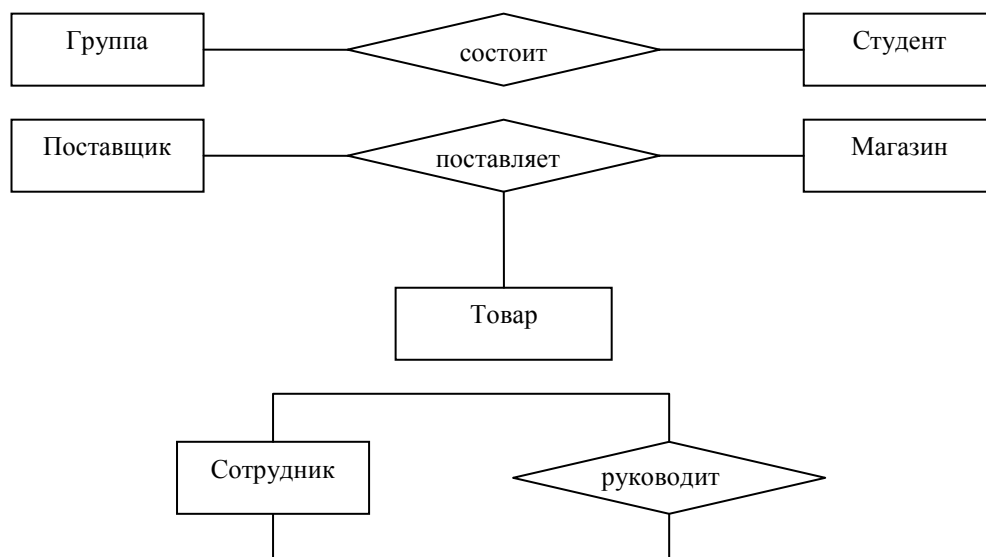 Группа состоит Студент
Поставщик поставляет Магазин
Товар
Сотрудник руководит